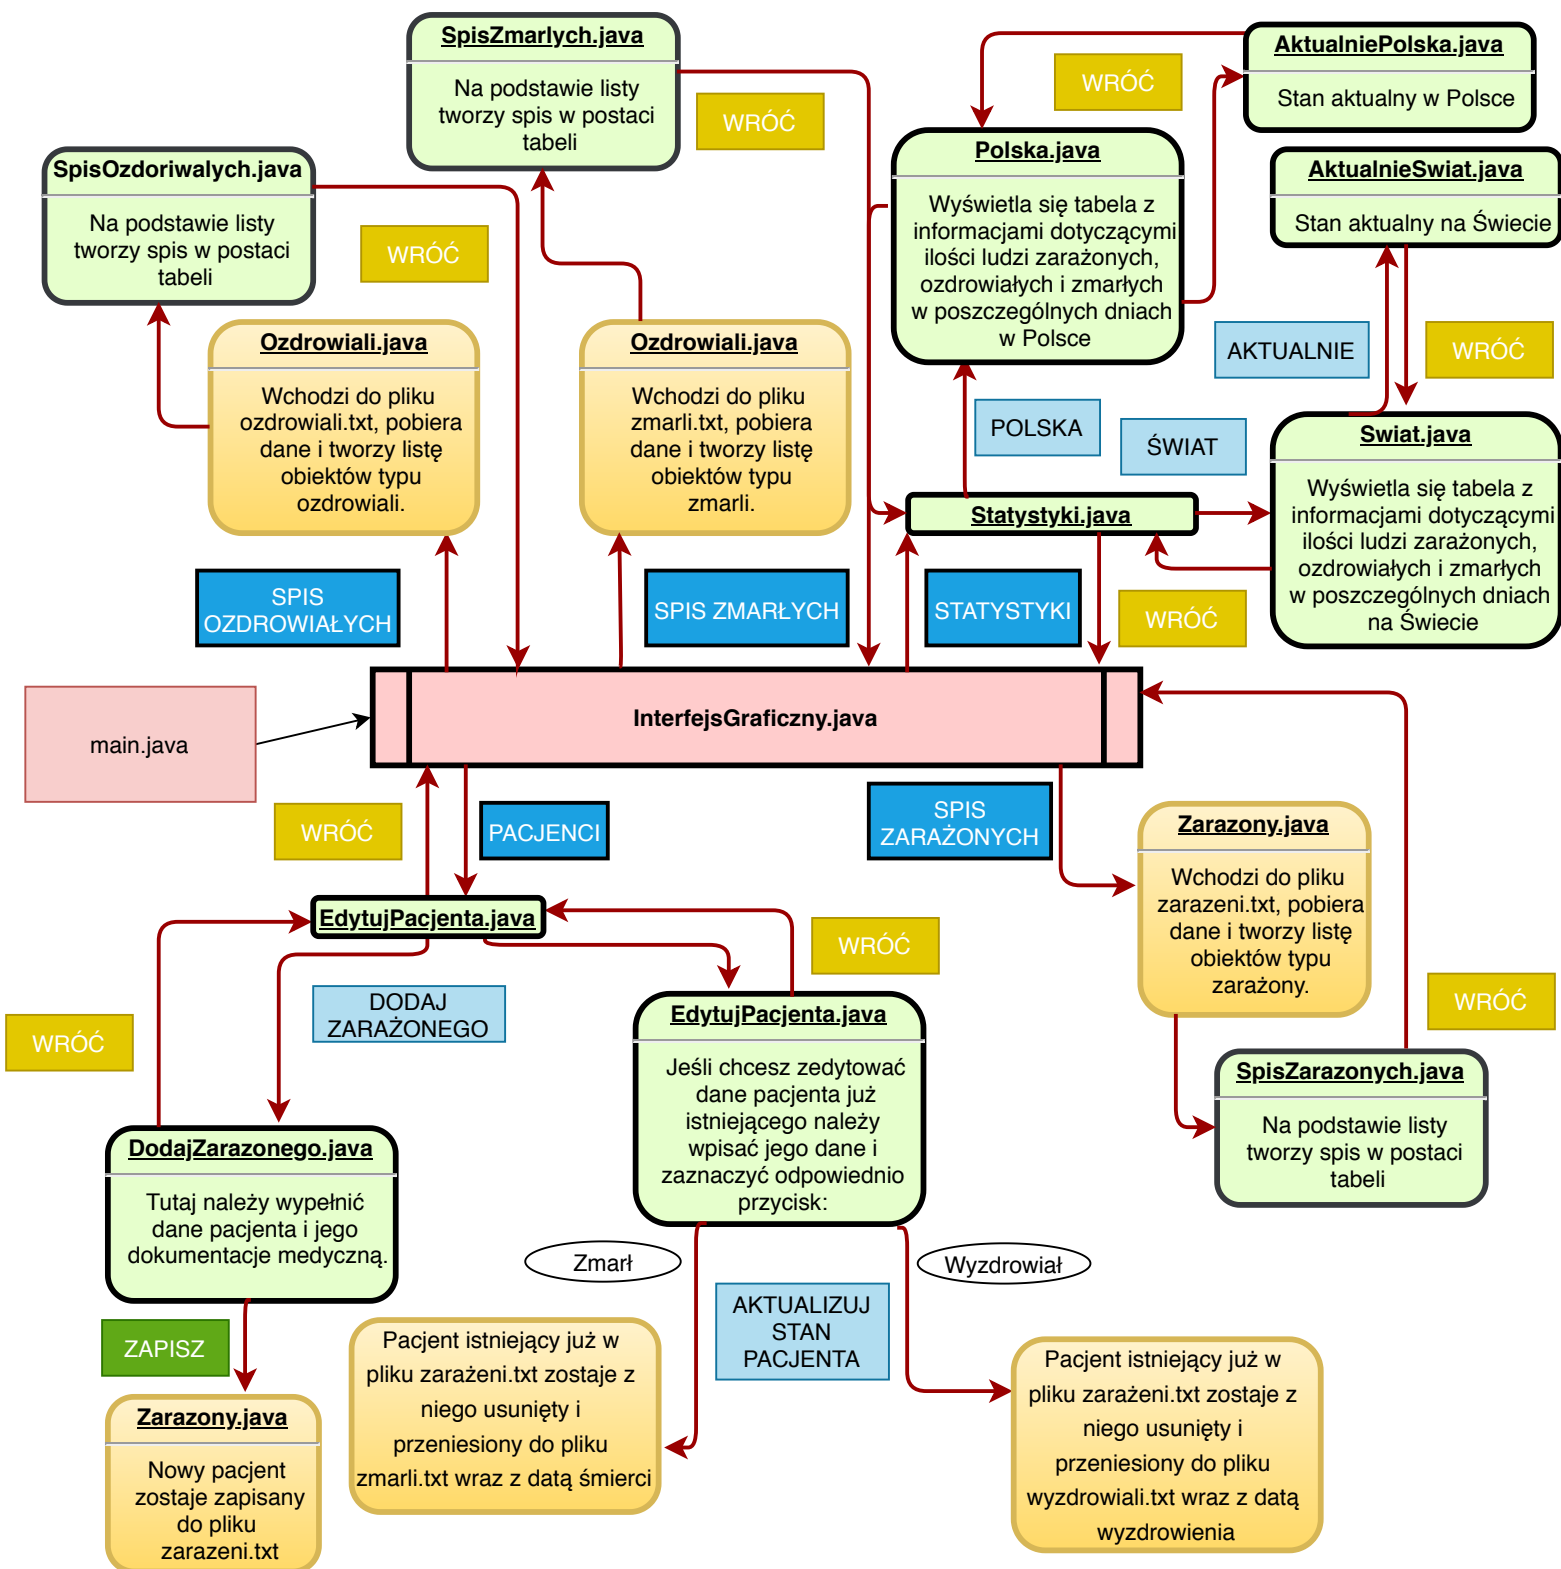 SpisZmarlych.java
Na podstawie listy
tworzy spis w postaci
tabeli
WRÓĆ
AktualniePolska.java
Stan aktualny w Polsce
WRÓĆ
Polska.java
Wyświetla się tabela z
informacjami dotyczącymi
ilości ludzi zarażonych,
ozdrowiałych i zmarłych
w poszczególnych dniach
w Polsce
AktualnieSwiat.java
Stan aktualny na Świecie
SpisOzdoriwalych.java
Na podstawie listy
tworzy spis w postaci
tabeli
WRÓĆ
Ozdrowiali.java
Wchodzi do pliku
ozdrowiali.txt, pobiera
dane i tworzy listę
obiektów typu
ozdrowiali.
Ozdrowiali.java
Wchodzi do pliku
zmarli.txt, pobiera
dane i tworzy listę
obiektów typu
zmarli.
AKTUALNIE
WRÓĆ
POLSKA
ŚWIAT
Swiat.java
Wyświetla się tabela z
informacjami dotyczącymi
ilości ludzi zarażonych,
ozdrowiałych i zmarłych
w poszczególnych dniach
na Świecie
Statystyki.java
SPIS
OZDROWIAŁYCH
SPIS ZMARŁYCH
STATYSTYKI
WRÓĆ
main.java
InterfejsGraficzny.java
WRÓĆ
PACJENCI
SPIS
ZARAŻONYCH
Zarazony.java
Wchodzi do pliku
zarazeni.txt, pobiera
dane i tworzy listę
obiektów typu
zarażony.
EdytujPacjenta.java
WRÓĆ
WRÓĆ
DODAJ
ZARAŻONEGO
WRÓĆ
EdytujPacjenta.java
Jeśli chcesz zedytować
dane pacjenta już
istniejącego należy
wpisać jego dane i
zaznaczyć odpowiednio
przycisk:
SpisZarazonych.java
Na podstawie listy
tworzy spis w postaci
tabeli
DodajZarazonego.java
Tutaj należy wypełnić
dane pacjenta i jego
dokumentacje medyczną.
Zmarł
Wyzdrowiał
ZAPISZ
AKTUALIZUJ
STAN
PACJENTA
Pacjent istniejący już w
pliku zarażeni.txt zostaje z
niego usunięty i
przeniesiony do pliku
zmarli.txt wraz z datą śmierci
Pacjent istniejący już w
pliku zarażeni.txt zostaje z
niego usunięty i
przeniesiony do pliku
wyzdrowiali.txt wraz z datą
wyzdrowienia
Zarazony.java
Nowy pacjent
zostaje zapisany
do pliku
zarazeni.txt